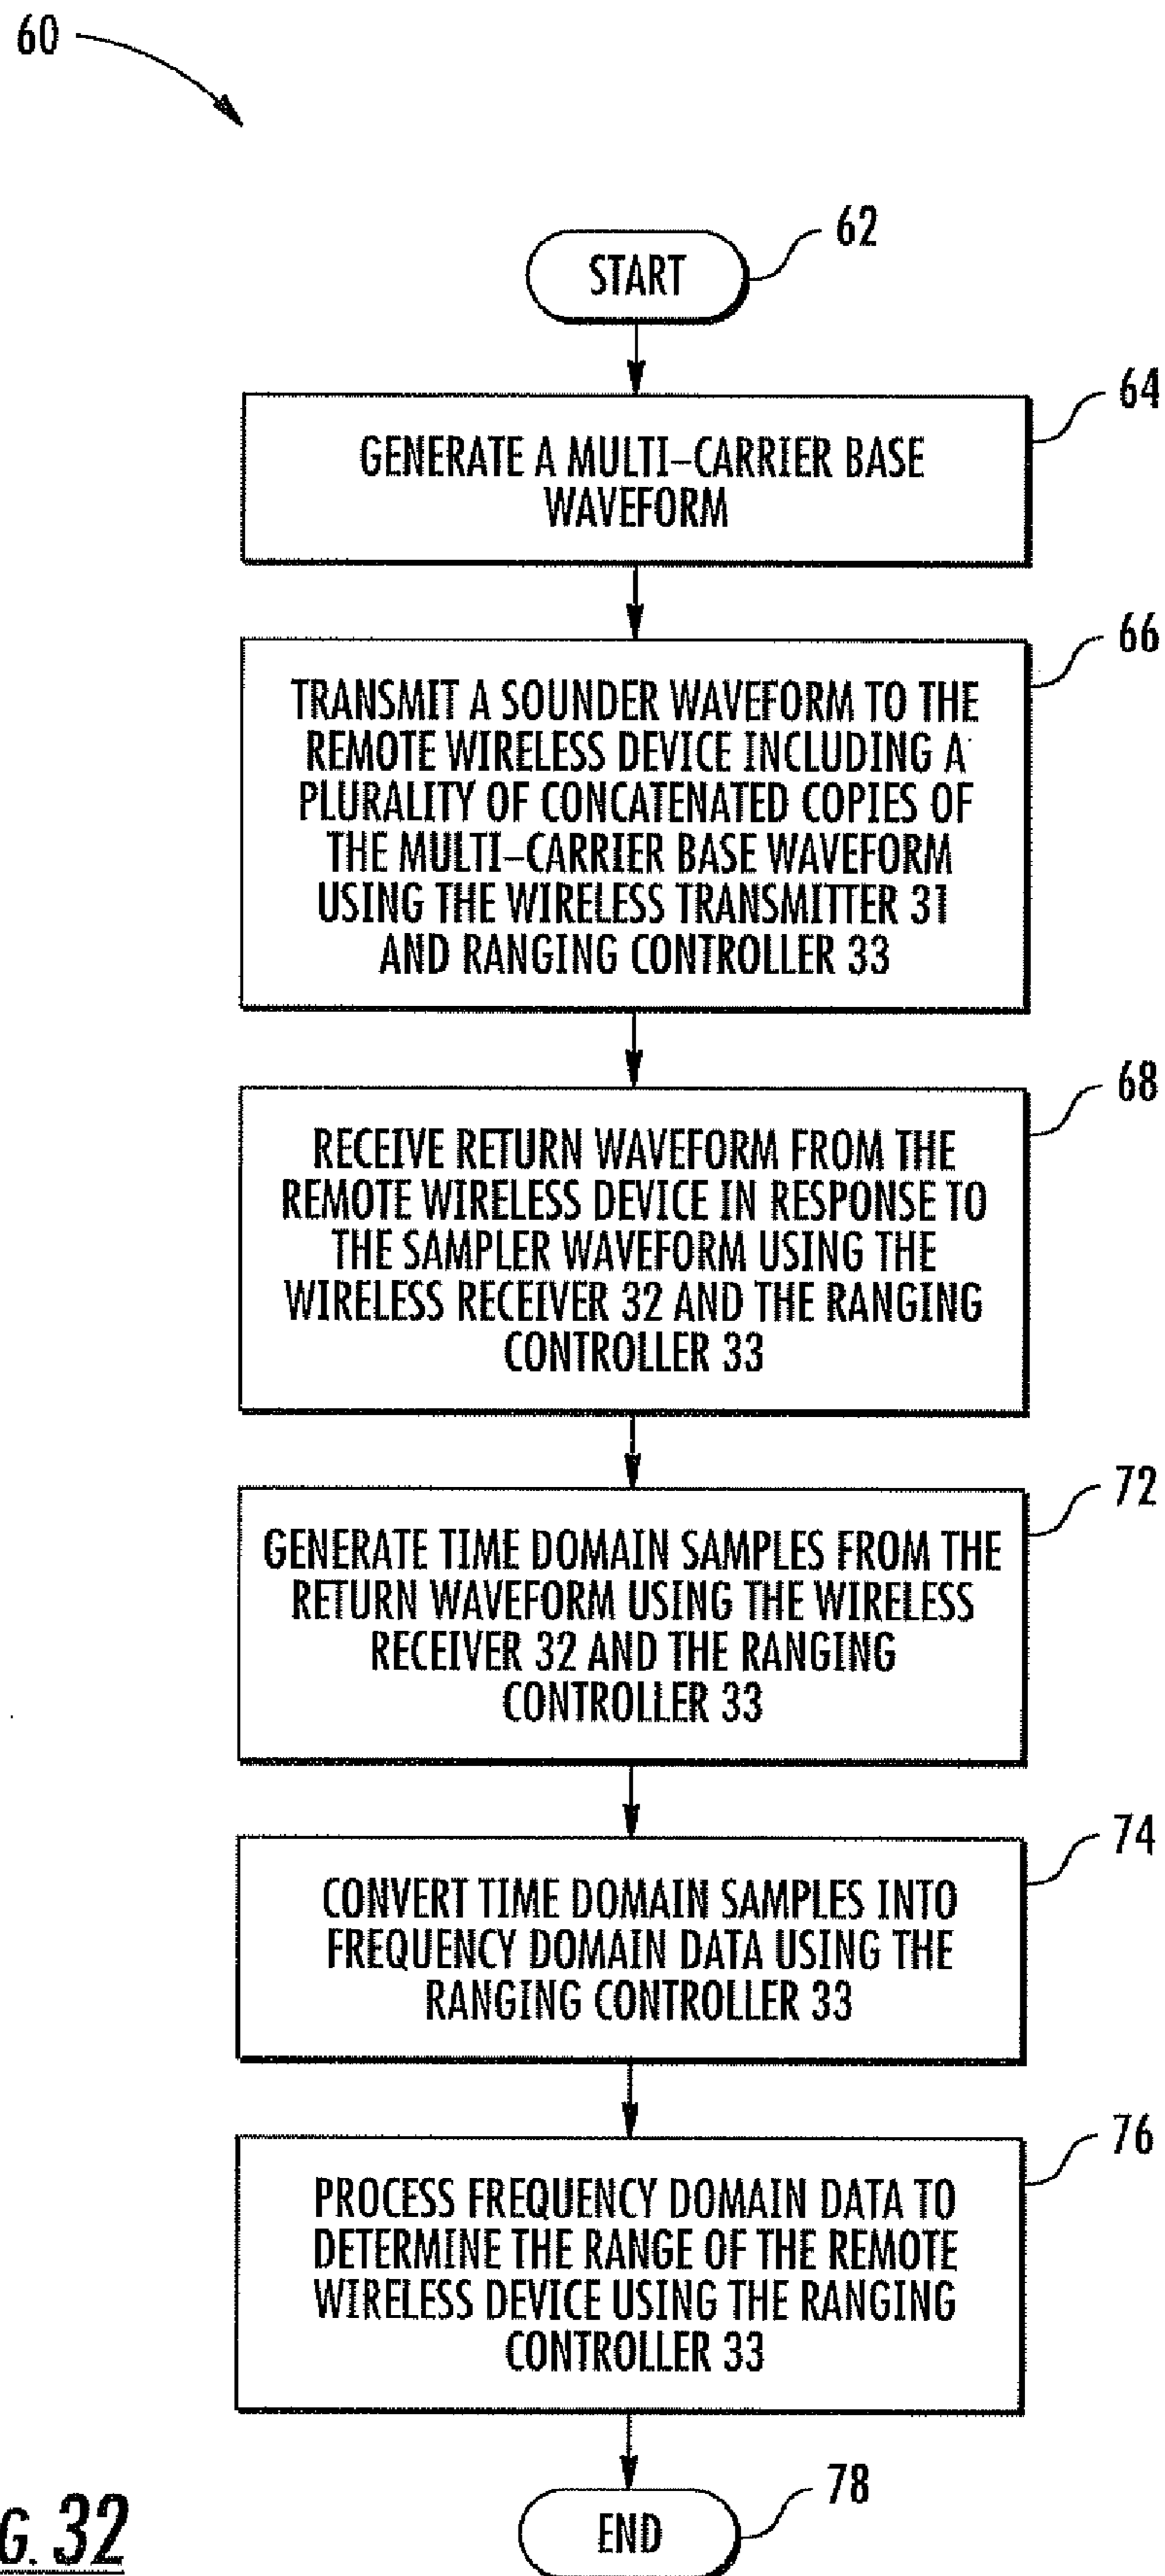 60
62
START
64
GENERATE A MULTI–CARRIER BASE
WAVEFORM
66
TRANSMIT A SOUNDER WAVEFORM TO THE
REMOTE WIRELESS DEVICE INCLUDING A
PLURALITY OF CONCATENATED COPIES OF
THE MULTI–CARRIER BASE WAVEFORM
USING THE WIRELESS TRANSMITTER 31
AND RANGING CONTROLLER 33
68
RECEIVE RETURN WAVEFORM FROM THE
REMOTE WIRELESS DEVICE IN RESPONSE TO
THE SAMPLER WAVEFORM USING THE
WIRELESS RECEIVER 32 AND THE RANGING
CONTROLLER 33
72
GENERATE TIME DOMAIN SAMPLES FROM THE
RETURN WAVEFORM USING THE WIRELESS
RECEIVER 32 AND THE RANGING
CONTROLLER 33
74
CONVERT TIME DOMAIN SAMPLES INTO
FREQUENCY DOMAIN DATA USING THE
RANGING CONTROLLER 33
76
PROCESS FREQUENCY DOMAIN DATA TO
DETERMINE THE RANGE OF THE REMOTE
WIRELESS DEVICE USING THE RANGING
CONTROLLER 33
78
END
G. 32